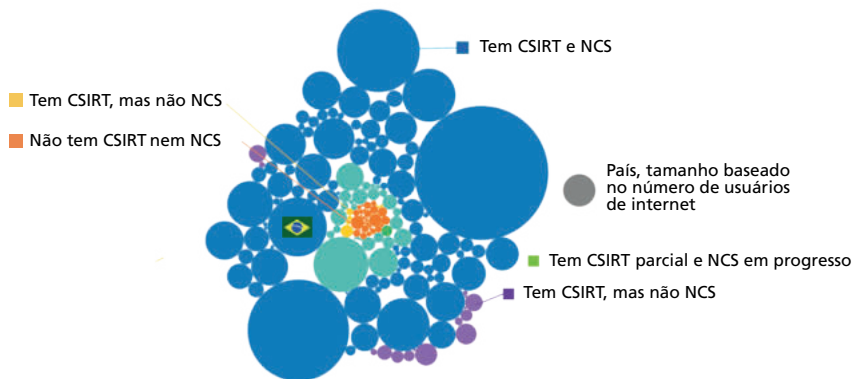 Tem CSIRT e NCS
Tem CSIRT, mas não NCS
Não tem CSIRT nem NCS
País, tamanho baseado
no número de usuários
de internet
Tem CSIRT parcial e NCS em progresso
Tem CSIRT, mas não NCS